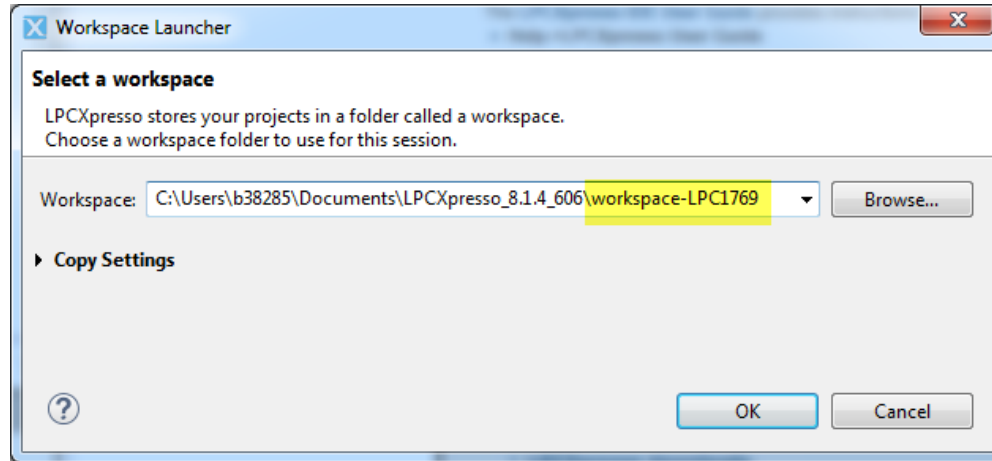 Workspace Launcher
Select a workspace
LPCXpresso stores your projects in a folder called a workspace.
Choose a workspace folder to use for this session.
Workspace: C:\Users\b38285\Documents\LPCXpresso_8.1.4_606\workspace-LPC1769 Browse...
Copy Settings
? OK Cancel